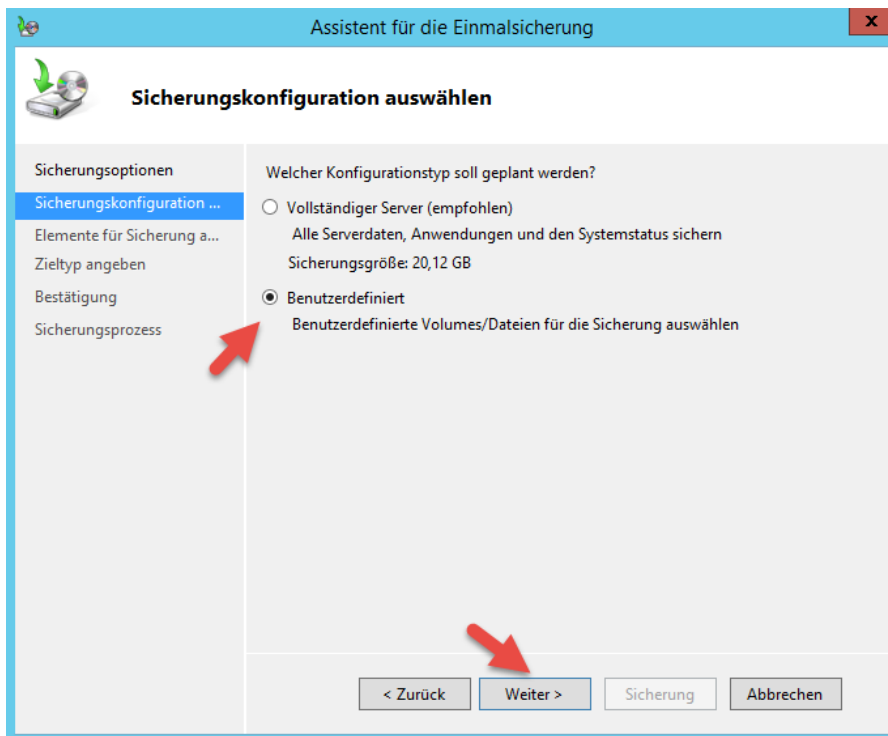 Assistent für die Einmalsicherung
x
Sicherungskonfiguration auswählen
Sicherungsoptionen
Sicherungskonfiguration ...
Elemente für Sicherung a...
Zieltyp angeben
Bestätigung
Sicherungsprozess
Welcher Konfigurationstyp soll geplant werden?
Vollständiger Server (empfohlen)
Alle Serverdaten, Anwendungen und den Systemstatus sichern
Sicherungsgröße: 20,12 GB
Benutzerdefiniert
Benutzerdefinierte Volumes/Dateien für die Sicherung auswählen
< Zurück
Weiter >
Sicherung
Abbrechen